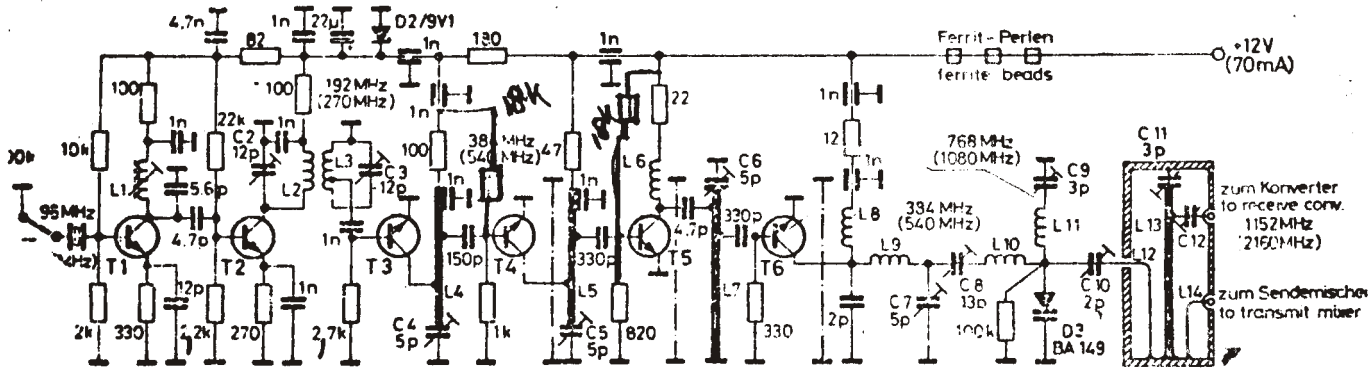 4,7n
1n
22µ
D2/9V1
1n
180
1n
Ferrit-Perlen
ferrite beads
+12V
(70mA)
82
100
100
192 MHz
(270MHz)
1n
18K
22
1n
12
768 MHz
(1080 MHz)
C11
3p
10k
22k
C2
12p
1n
1n
L1
5,6p
L2
L3
C3
12p
100
(540MHz)
47
18K
L6
C6
5p
1n
C9
3p
zum Konverter
to receive conv.
1152MHz
(2160MHz)
96MHz
4,7p
1n
1n
1n
150p
330p
4,7p
330p
L8
384 MHz
(540 MHz)
L9
L10
L11
L13
L12
C12
T1
T2
T3
T4
T5
T6
2k
330
12p
2,2k
270
1n
2,7k
L4
C4
5p
1k
L5
C5
5p
820
L7
330
2p
C7
5p
C8
13p
100k
D3
BA 149
C10
2p
L14
zum Sendemischer
to transmit mixer